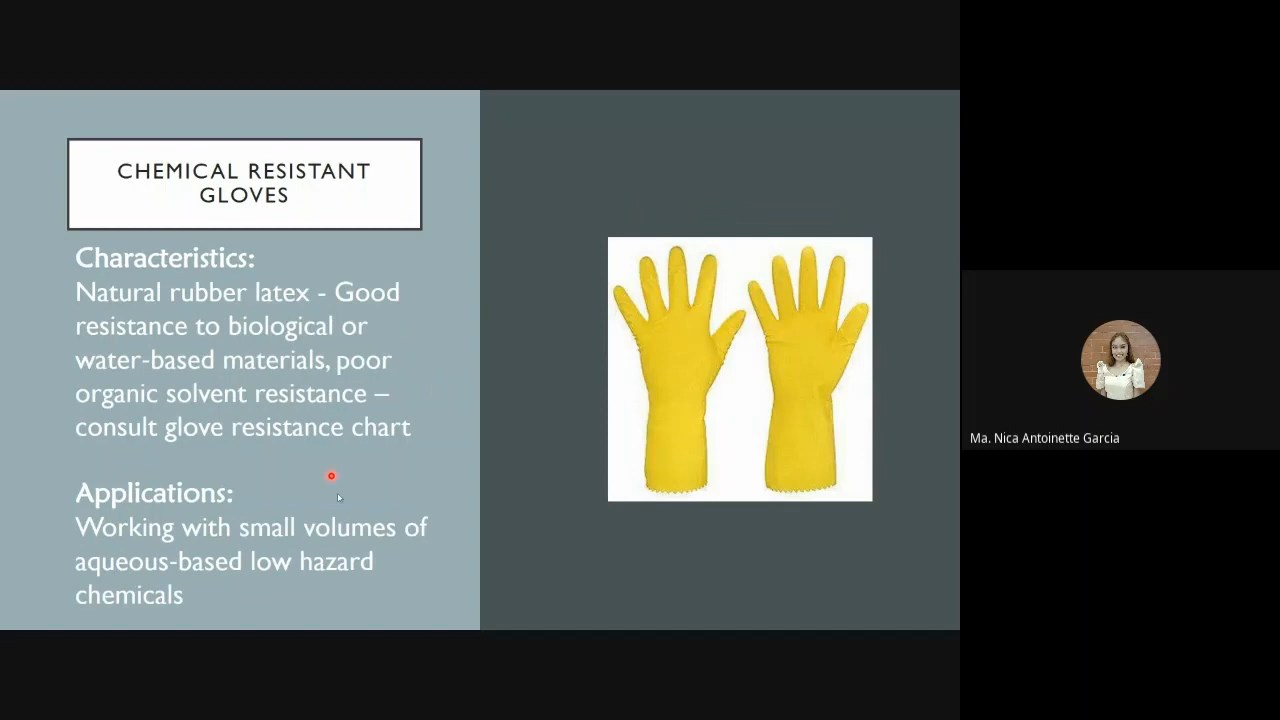 CHEMICAL RESISTANT
GLOVES
Characteristics:
Natural rubber latex - Good
resistance to biological or
water-based materials, poor
organic solvent resistance –
consult glove resistance chart
Applications:
Working with small volumes of
aqueous-based low hazard
chemicals
Ma. Nica Antoinette Garcia